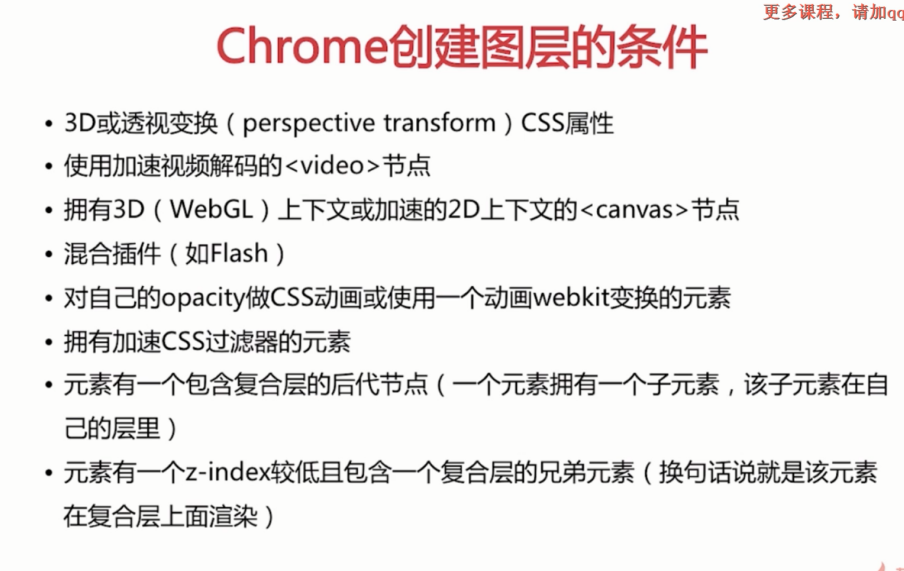 更多课程，请加qq
Chrome创建图层的条件
• 3D或透视变换（perspective transform）CSS属性
• 使用加速视频解码的<video>节点
• 拥有3D（WebGL）上下文或加速的2D上下文的<canvas>节点
• 混合插件（如Flash）
• 对自己的opacity做CSS动画或使用一个动画webkit变换的元素
• 拥有加速CSS过滤器的元素
• 元素有一个包含复合层的后代节点（一个元素拥有一个子元素，该子元素在自
己的层里）
• 元素有一个z-index较低且包含一个复合层的兄弟元素（换句话说就是该元素
在复合层上面渲染）